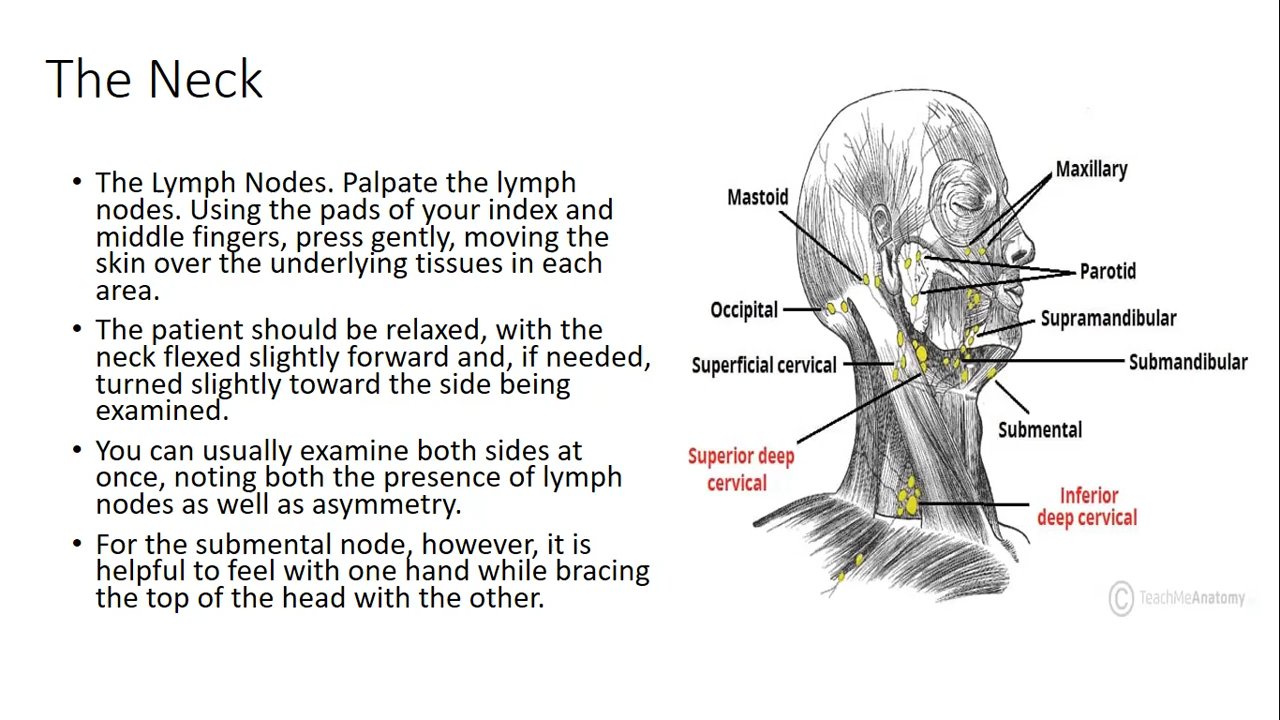 The Neck
• The Lymph Nodes. Palpate the lymph
nodes. Using the pads of your index and
middle fingers, press gently, moving the
skin over the underlying tissues in each
area.
• The patient should be relaxed, with the
neck flexed slightly forward and, if needed,
turned slightly toward the side being
examined.
• You can usually examine both sides at
once, noting both the presence of lymph
nodes as well as asymmetry.
• For the submental node, however, it is
helpful to feel with one hand while bracing
the top of the head with the other.
Maxillary
Mastoid
Parotid
Occipital
Supramandibular
Superficial cervical
Submandibular
Submental
Superior deep
cervical
Inferior
deep cervical
© TeachMeAnatomy